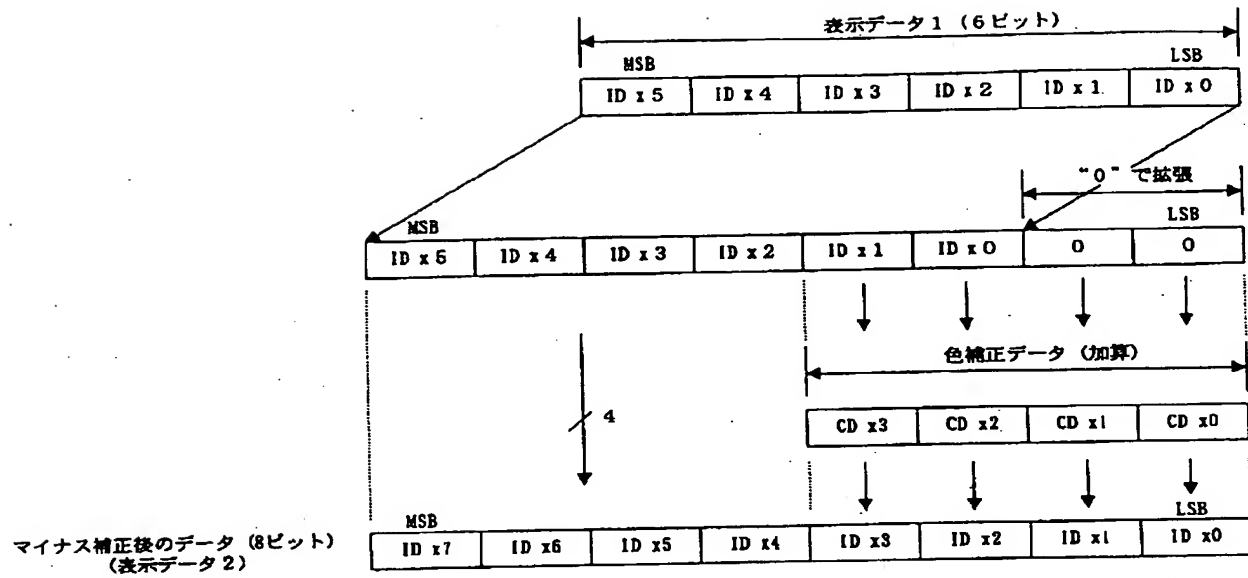 表示データ1 (6ビット)
MSB LSB
ID x 5 ID x 4 ID x 3 ID x 2 ID x 1. ID x 0
"0" で拡張
MSB LSB
ID x 5 ID x 4 ID x 3 ID x 2 ID x 1 ID x 0 0 0
色補正データ (加算)
4
CD x3 CD x2 CD x1 CD x0
MSB LSB
マイナス補正後のデータ (8ビット)
(表示データ2)
ID x7 ID x6 ID x5 ID x4 ID x3 ID x2 ID x1 ID x0